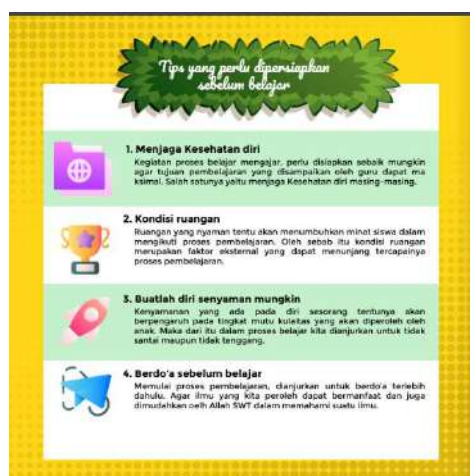 Tips yang perlu dipersiapkan
sebelum belajar
1. Menjaga Kesehatan diri
Kegiatan proses belajar mengajar, perlu disiapkan sebaik mungkin
agar tujuan pembelajaran yang disampaikan oleh guru dapat ma
ksimal. Salah satunya yaitu menjaga Kesehatan diri masing-masing.
2. Kondisi ruangan
Ruangan yang nyaman tentu akan menumbuhkan minat siswa dalam
mengikuti proses pembelajaran. Oleh sebab itu kondisi ruangan
merupakan faktor eksternal yang dapat menunjang tercapainya
proses pembelajaran.
3. Buatlah diri senyaman mungkin
Kenyamanan yang ada pada diri sesorang tentunya akan
berpengaruh pada tingkat mutu kulaitas yang akan diperoleh oleh
anak. Maka dari itu dalam proses belajar kita dianjurkan untuk tidak
santai maupun tidak tenggang.
4. Berdo'a sebelum belajar
Memulai proses pembelajaran, dianjurkan untuk berdo'a terlebih
dahulu. Agar ilmu yang kita peroleh dapat bermanfaat dan juga
dimudahkan oelh Allah SWT dalam memahami suatu ilmu.